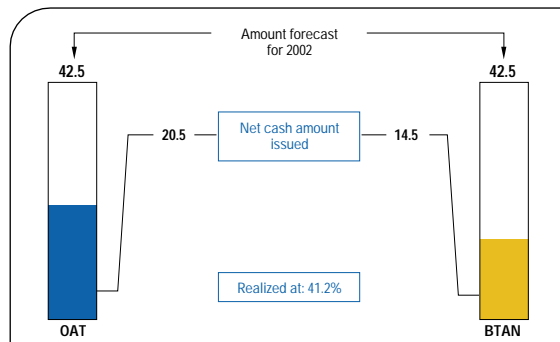 Amount forecast
for 2002
42.5
42.5
20.5
Net cash amount
issued
14.5
Realized at: 41.2%
OAT
BTAN